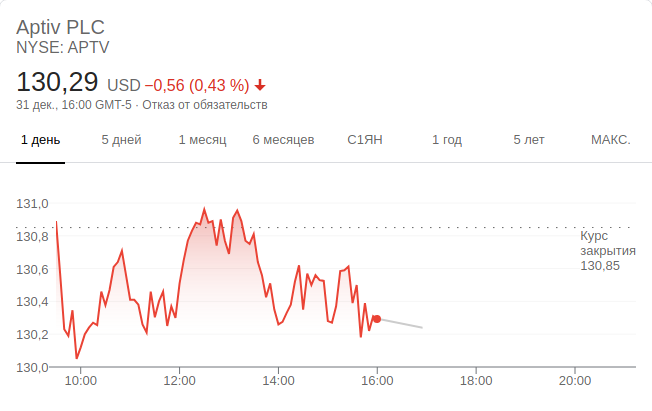 Aptiv PLC
NYSE: APTV
130,29 USD −0,56 (0,43 %)
31 дек., 16:00 GMT-5 · Отказ от обязательств
1 день 5 дней 1 месяц 6 месяцев С1ЯН 1 год 5 лет МАКС.
131,0
130,8
Курс
закрытия
130,85
130,6
130,4
130,2
130,0
10:00 12:00 14:00 16:00 18:00 20:00